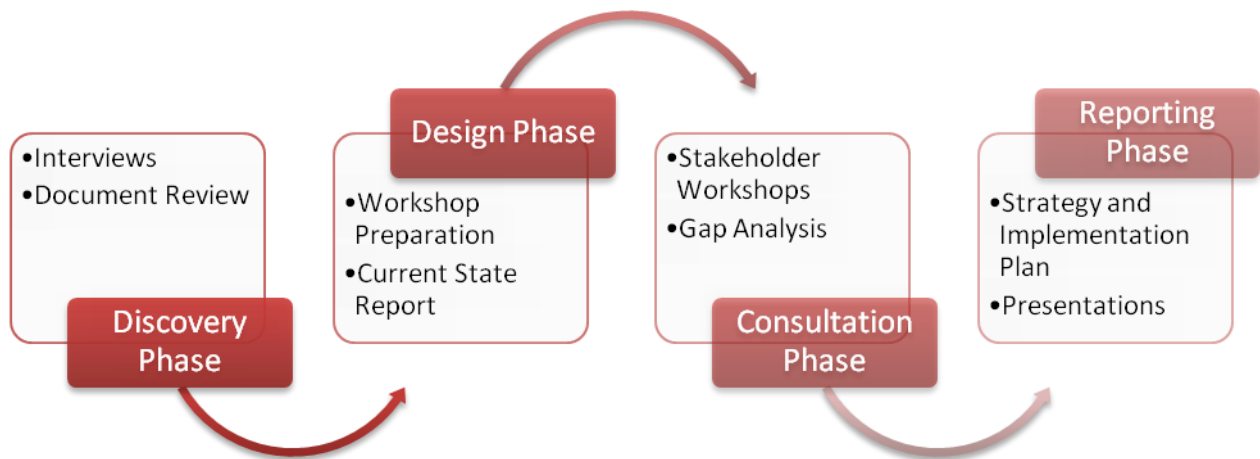 •Interviews
•Document Review
Discovery
Phase
Design Phase
•Workshop
Preparation
•Current State
Report
•Stakeholder
Workshops
•Gap Analysis
Consultation
Phase
Reporting
Phase
•Strategy and
Implementation
Plan
•Presentations